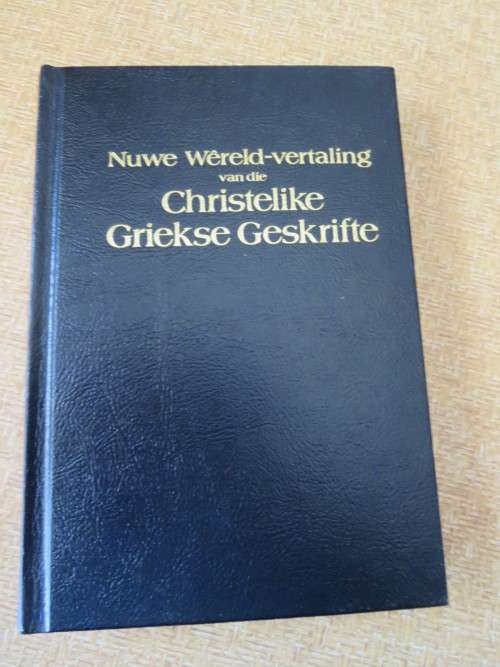 Nuwe Wêreld-vertaling
van die
Christelike
Griekse Geskrifte